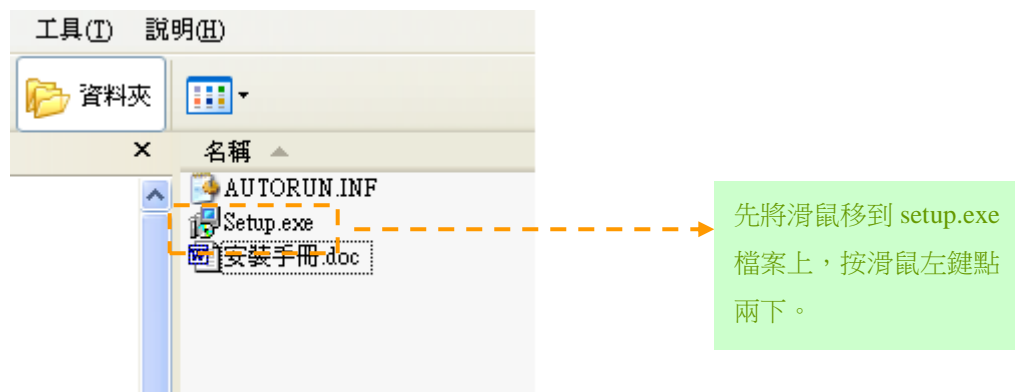 工具(T) 說明(H)
資料夾
名稱
AUTORUN.INF
Setup.exe
安裝手冊.doc
先將滑鼠移到 setup.exe
檔案上，按滑鼠左鍵點
兩下。